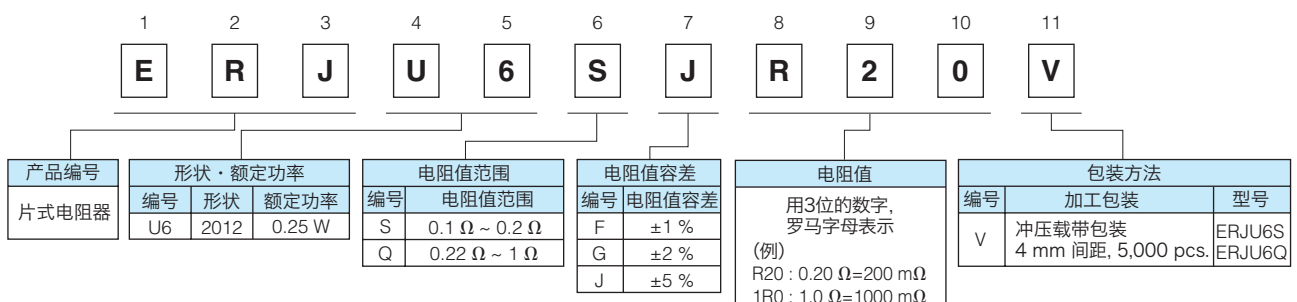 1 2 3 4 5 6 7 8 9 10 11
E R J U 6 S J R 2 0 V
产品编号
片式电阻器
形状・额定功率
编号 形状 额定功率
U6 2012 0.25 W
电阻值范围
编号 电阻值范围
S 0.1 Ω ~ 0.2 Ω
Q 0.22 Ω ~ 1 Ω
电阻值容差
编号 电阻值容差
F ±1 %
G ±2 %
J ±5 %
电阻值
用3位的数字,
罗马字母表示
(例)
R20 : 0.20 Ω=200 mΩ
1R0 : 1.0 Ω=1000 mΩ
包装方法
编号 加工包装 型号
V 冲压载带包装 ERJU6S
4 mm 间距, 5,000 pcs. ERJU6Q